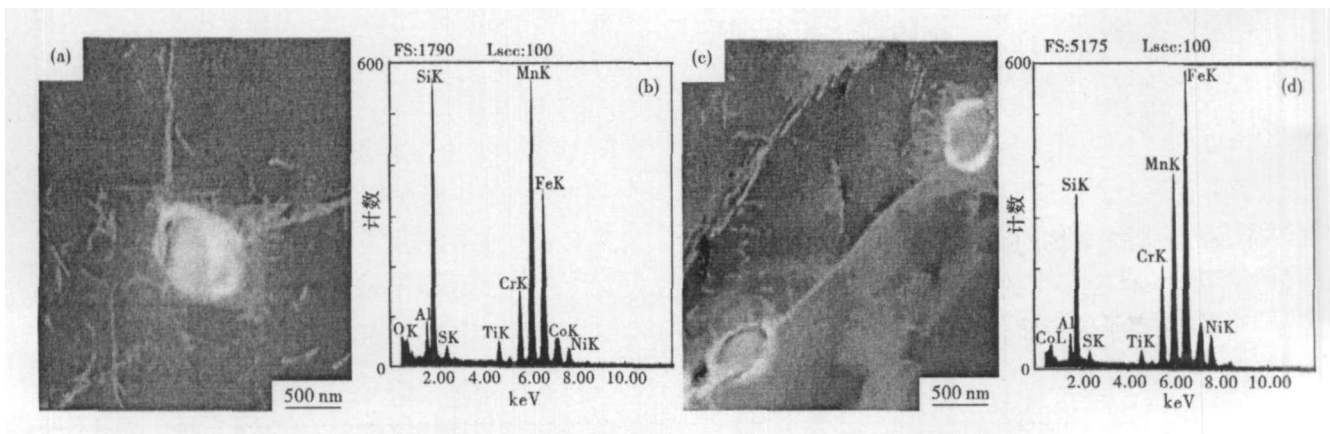 (a)
500 nm
FS:1790 Lsec:100
600
(b)
SiK
MnK
FeK
CrK
CoK
OK
Al
SK
TiK
NiK
0
2.00 4.00 6.00 8.00 10.00
keV
计数
(c)
500 nm
FS:5175 Lsec:100
600
(d)
FeK
MnK
SiK
CrK
CoL
Al
SK
TiK
NiK
0
2.00 4.00 6.00 8.00 10.00
keV
计数